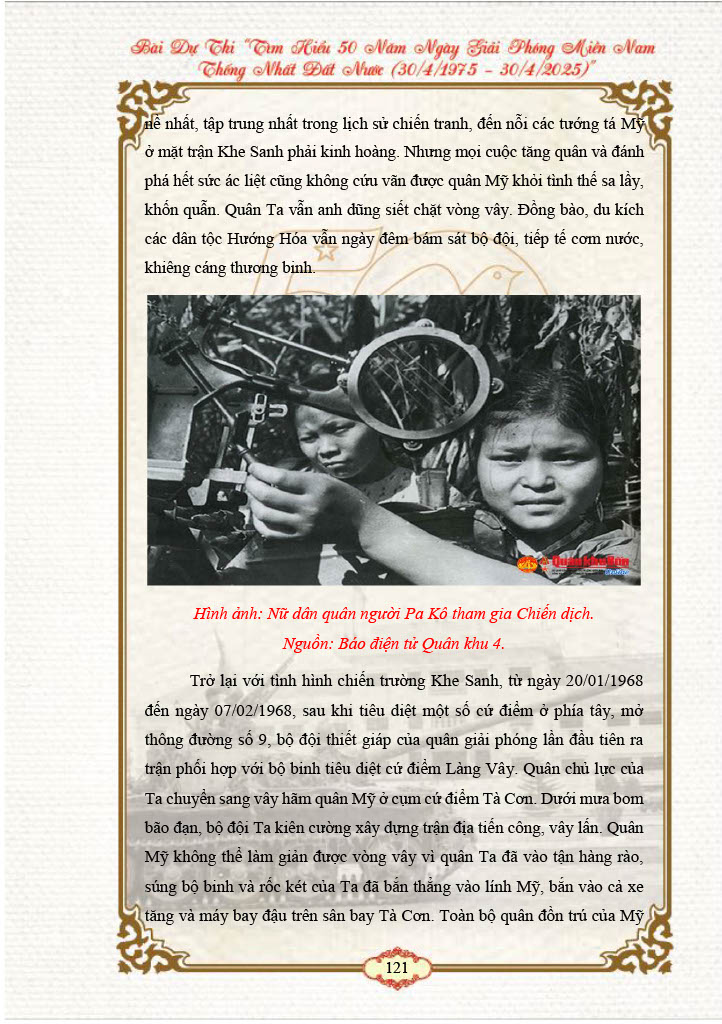 Bài Dự Thi “Tìm Hiểu 50 Năm Ngày Giải Phóng Miền Nam
Thống Nhất Đất Nước (30/4/1975 - 30/4/2025)”
nề nhất, tập trung nhất trong lịch sử chiến tranh, đến nỗi các tướng tá Mỹ
ở mặt trận Khe Sanh phải kinh hoàng. Nhưng mọi cuộc tăng quân và đánh
phá hết sức ác liệt cũng không cứu vãn được quân Mỹ khỏi tình thế sa lầy,
khốn quẫn. Quân Ta vẫn anh dũng siết chặt vòng vây. Đồng bào, du kích
các dân tộc Hướng Hóa vẫn ngày đêm bám sát bộ đội, tiếp tế cơm nước,
khiêng cáng thương binh.
Hình ảnh: Nữ dân quân người Pa Kô tham gia Chiến dịch.
Nguồn: Báo điện tử Quân khu 4.
Trở lại với tình hình chiến trường Khe Sanh, từ ngày 20/01/1968
đến ngày 07/02/1968, sau khi tiêu diệt một số cứ điểm ở phía tây, mở
thông đường số 9, bộ đội thiết giáp của quân giải phóng lần đầu tiên ra
trận phối hợp với bộ binh tiêu diệt cứ điểm Làng Vây. Quân chủ lực của
Ta chuyển sang vây hãm quân Mỹ ở cụm cứ điểm Tà Cơn. Dưới mưa bom
bão đạn, bộ đội Ta kiên cường xây dựng trận địa tiến công, vây lấn. Quân
Mỹ không thể làm giản được vòng vây vì quân Ta đã vào tận hàng rào,
súng bộ binh và rốc két của Ta đã bắn thẳng vào lính Mỹ, bắn vào cả xe
tăng và máy bay đậu trên sân bay Tà Cơn. Toàn bộ quân đồn trú của Mỹ
121